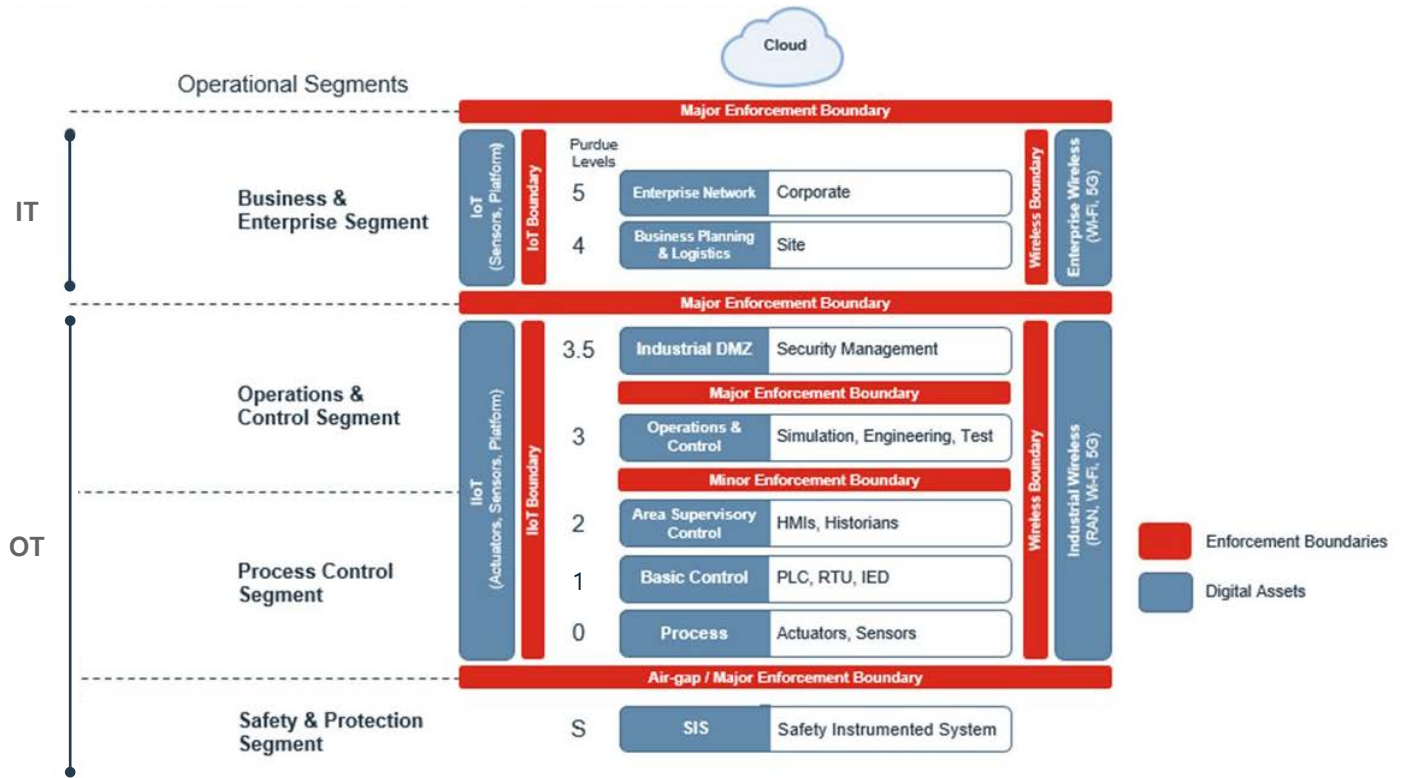 Cloud
Operational Segments
Major Enforcement Boundary
IT
Business &
Enterprise Segment
IoT
(Sensors, Platform)
IoT Boundary
Purdue
Levels
5
Enterprise Network
Corporate
4
Business Planning
& Logistics
Site
Wireless Boundary
Enterprise Wireless
(Wi-Fi, 5G)
Major Enforcement Boundary
OT
Operations &
Control Segment
IIoT
(Actuators, Sensors, Platform)
IIoT Boundary
3.5
Industrial DMZ
Security Management
Major Enforcement Boundary
3
Operations &
Control
Simulation, Engineering, Test
Minor Enforcement Boundary
Process Control
Segment
2
Area Supervisory
Control
HMIs, Historians
1
Basic Control
PLC, RTU, IED
0
Process
Actuators, Sensors
Wireless Boundary
Industrial Wireless
(RAN, Wi-Fi, 5G)
Enforcement Boundaries
Digital Assets
Air-gap / Major Enforcement Boundary
Safety & Protection
Segment
S
SIS
Safety Instrumented System